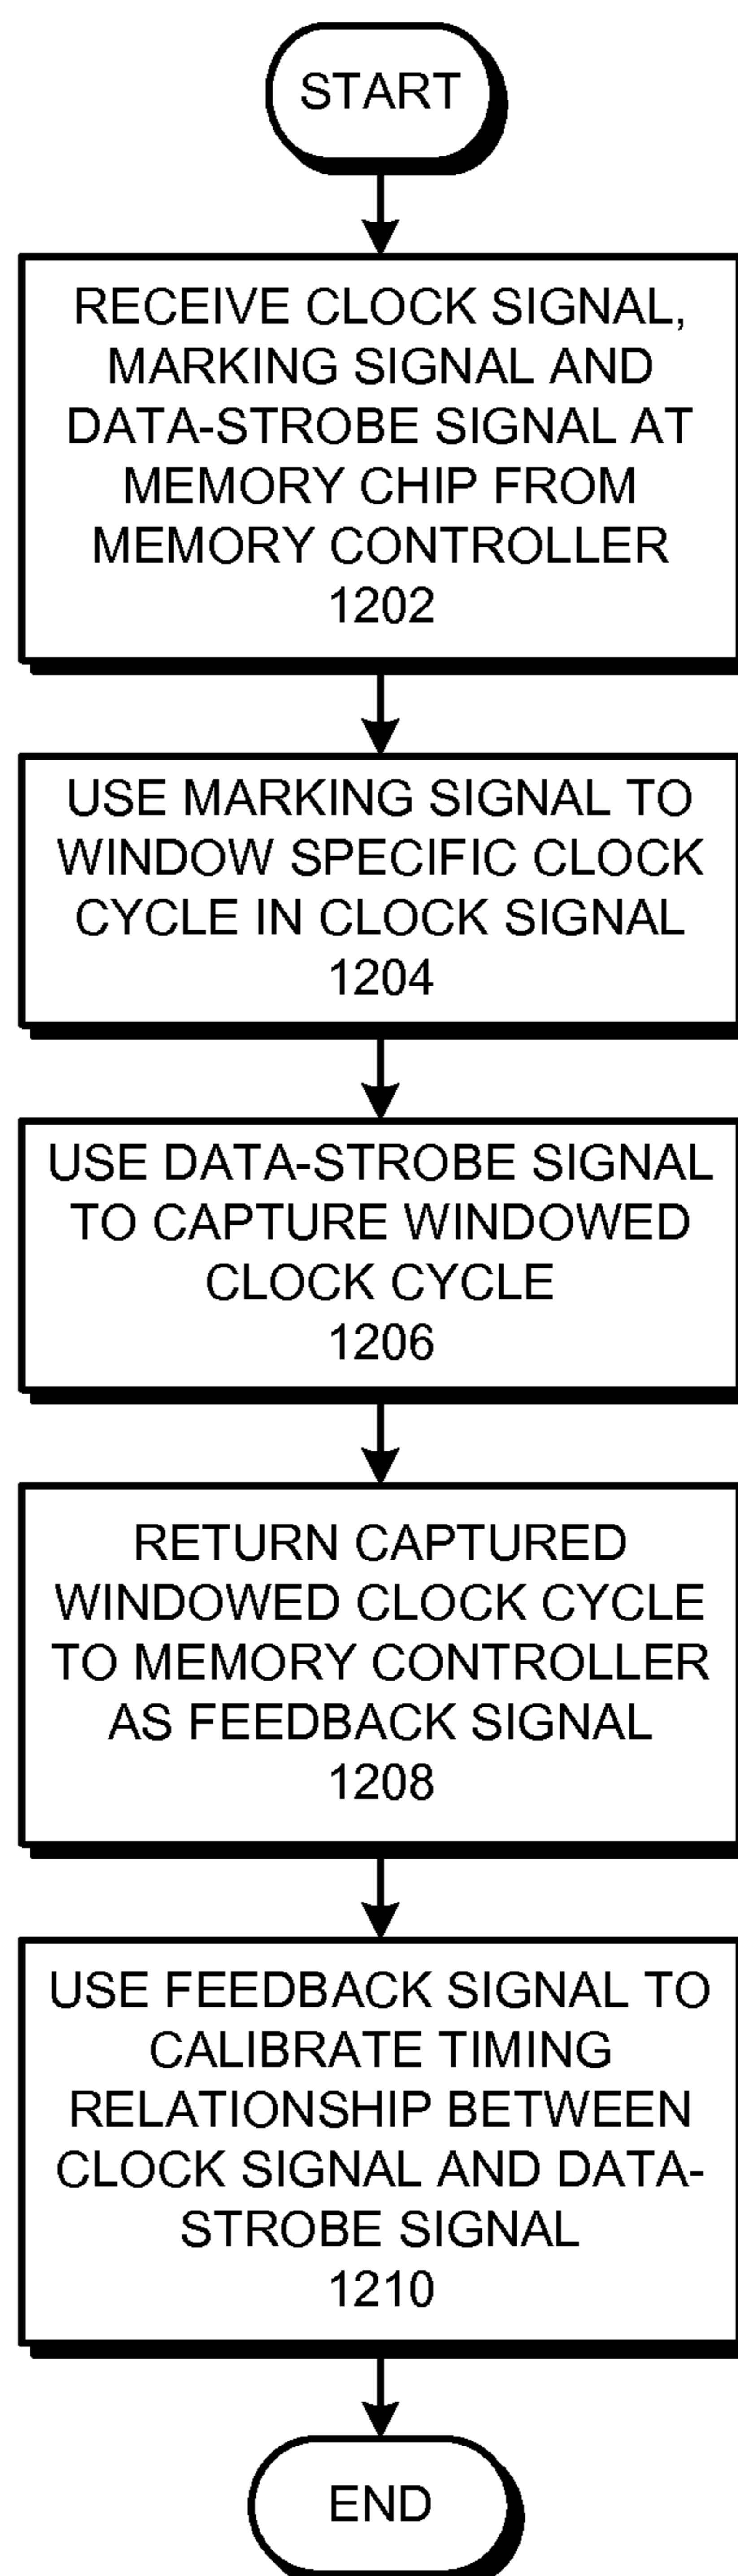 START
RECEIVE CLOCK SIGNAL,
MARKING SIGNAL AND
DATA-STROBE SIGNAL AT
MEMORY CHIP FROM
MEMORY CONTROLLER
1202
USE MARKING SIGNAL TO
WINDOW SPECIFIC CLOCK
CYCLE IN CLOCK SIGNAL
1204
USE DATA-STROBE SIGNAL
TO CAPTURE WINDOWED
CLOCK CYCLE
1206
RETURN CAPTURED
WINDOWED CLOCK CYCLE
TO MEMORY CONTROLLER
AS FEEDBACK SIGNAL
1208
USE FEEDBACK SIGNAL TO
CALIBRATE TIMING
RELATIONSHIP BETWEEN
CLOCK SIGNAL AND DATA-
STROBE SIGNAL
1210
END